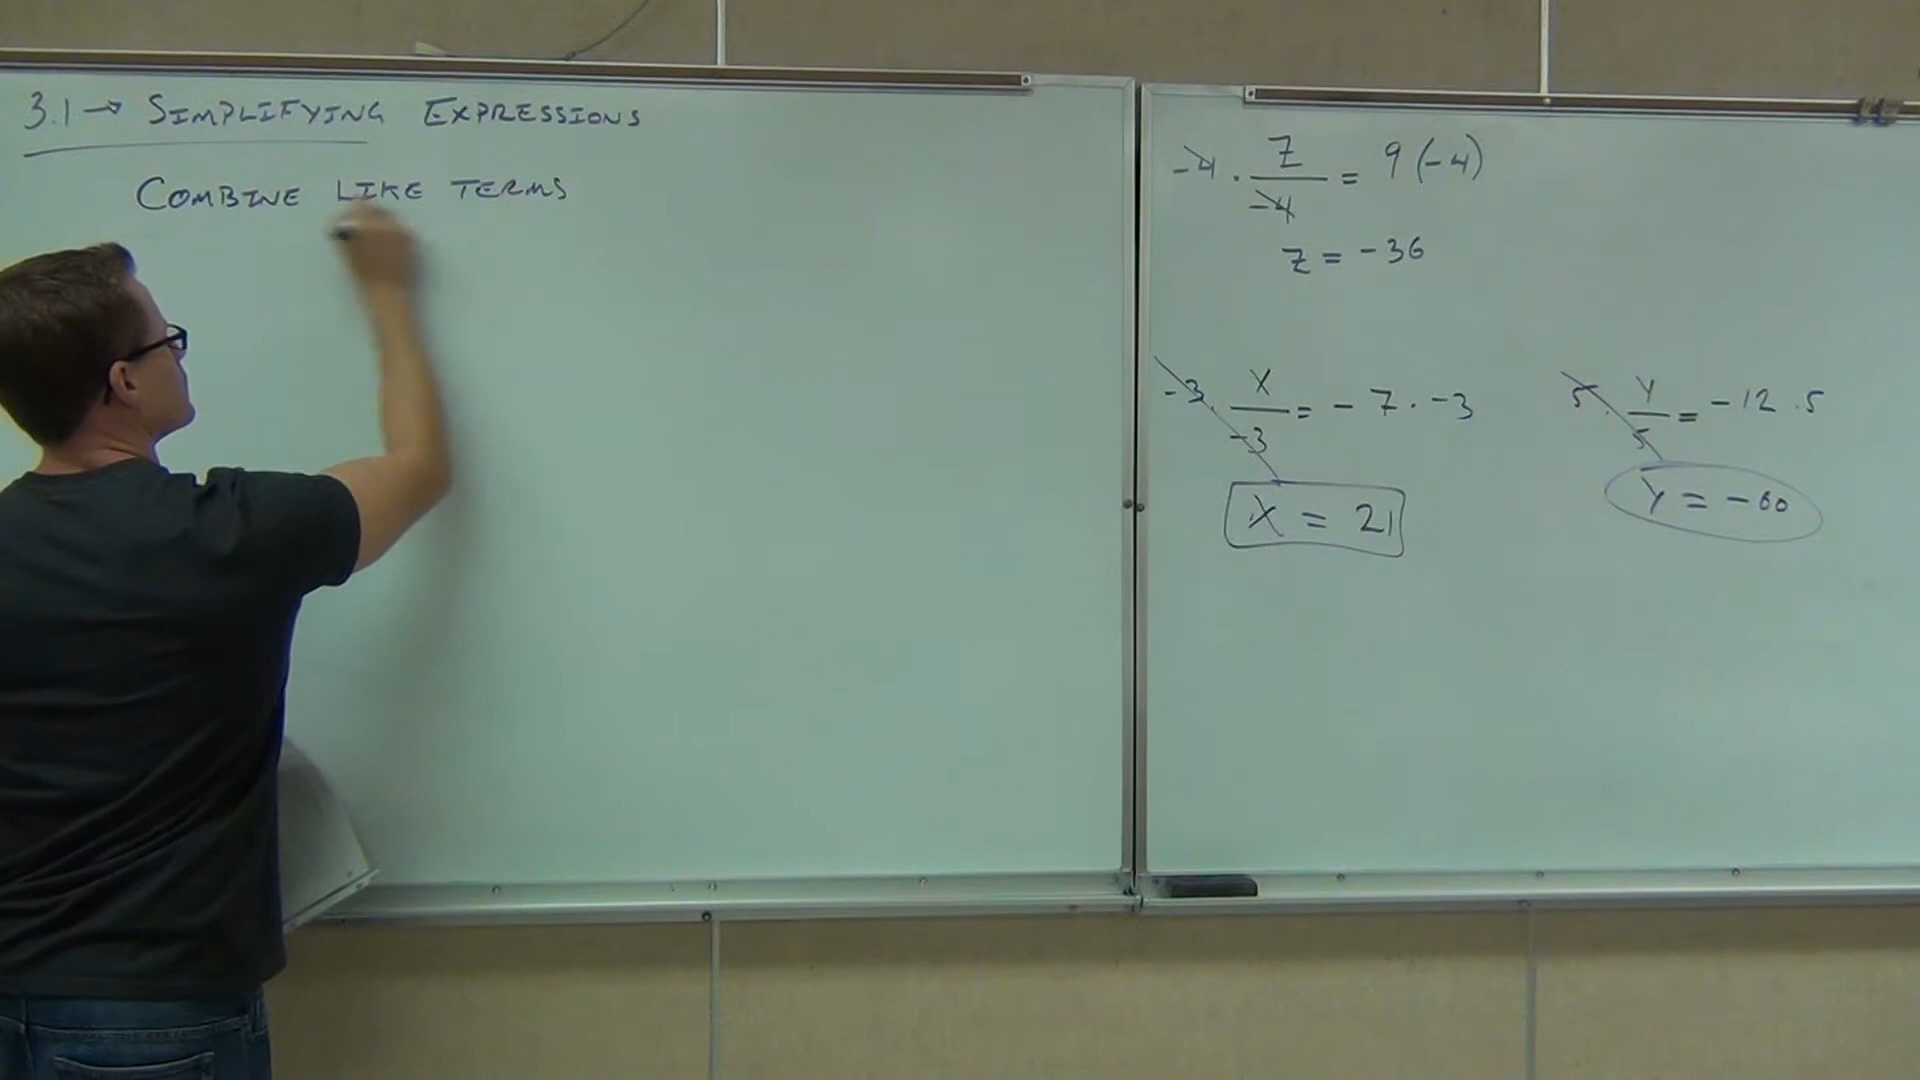 3.1 → SIMPLIFYING EXPRESSIONS
COMBINE LIKE TERMS
-4 · z/-4 = 9(-4)
z = -36
-3 · x/-3 = -7 · -3
x = 21
5 · y/5 = -12 · 5
y = -60